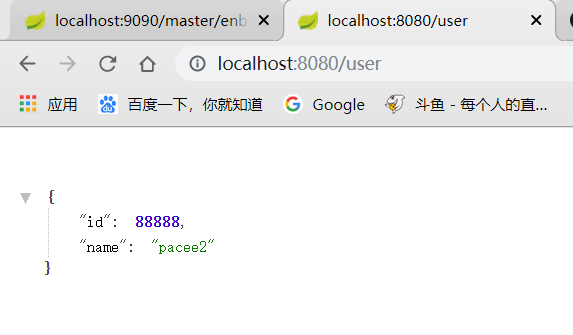 localhost:9090/master/enb
localhost:8080/user
localhost:8080/user
应用
百度一下，你就知道
Google
斗鱼 - 每个人的直...
{
"id": 88888,
"name": "pacee2"
}